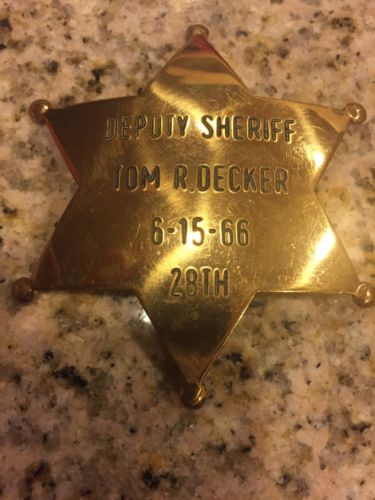 DEPUTY SHERIFF
TOM R. DECKER
6-15-66
28TH